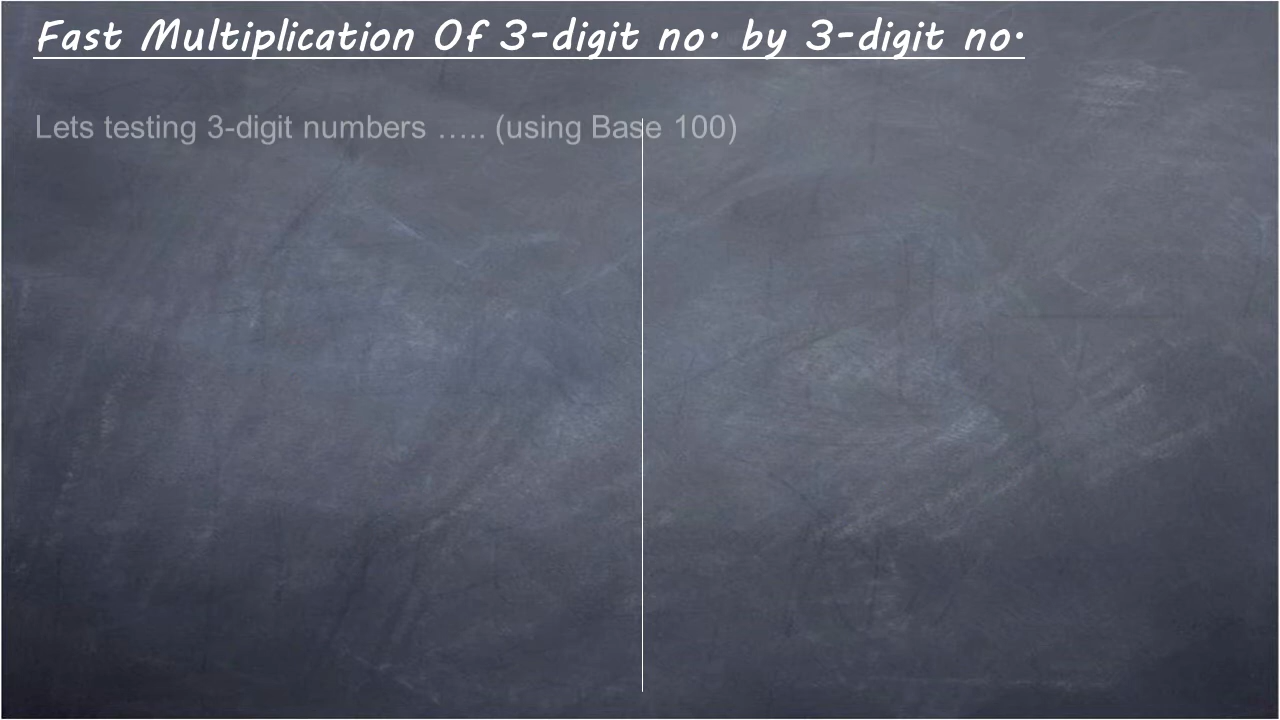 Fast Multiplication Of 3-digit no. by 3-digit no.
Lets testing 3-digit numbers ..... (using Base 100)